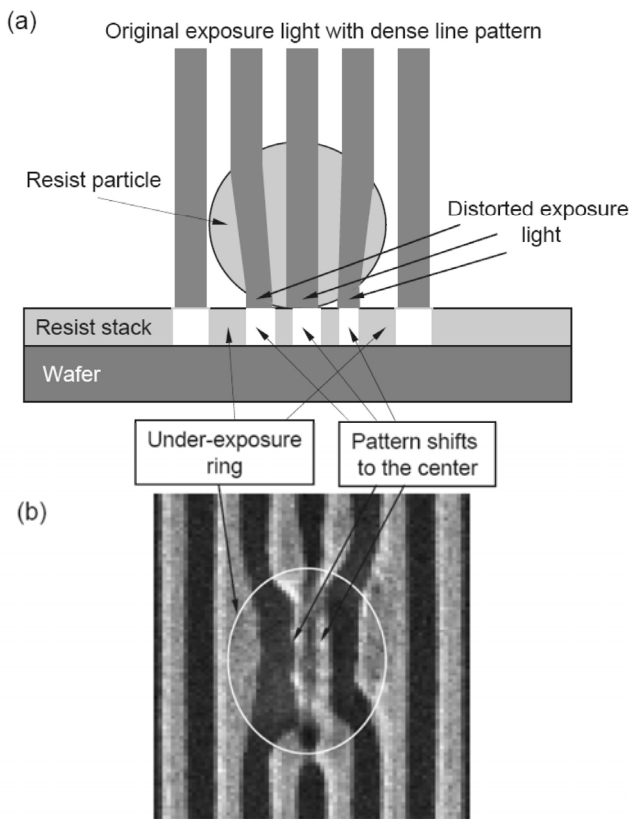 (a)
Original exposure light with dense line pattern
Resist particle
Distorted exposure
light
Resist stack
Wafer
Under-exposure
ring
Pattern shifts
to the center
(b)